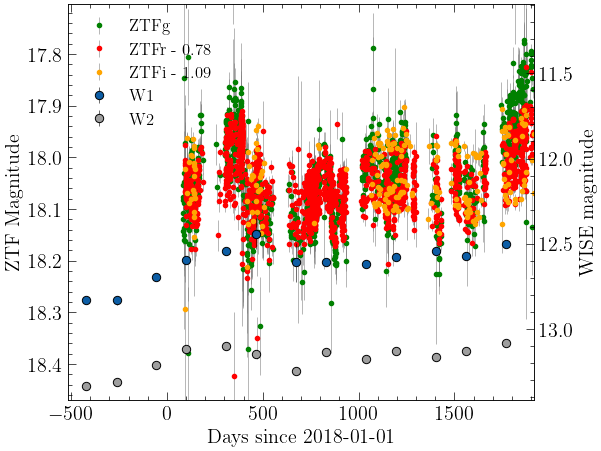 ZTFg
ZTFr - 0.78
ZTFi - 1.09
W1
W2
17.8
17.9
18.0
18.1
18.2
18.3
18.4
ZTF Magnitude
11.5
12.0
12.5
13.0
WISE magnitude
-500
0
500
1000
1500
Days since 2018-01-01